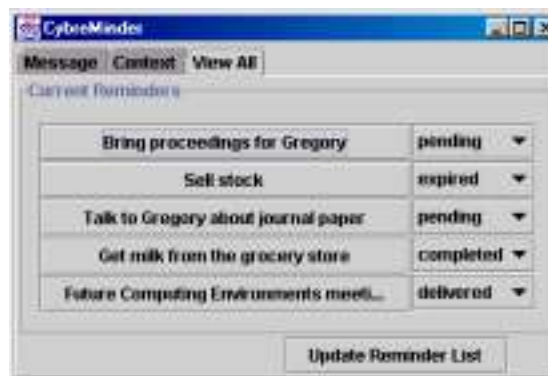 CybreMinder
Message Context View All
Current Reminders
Bring proceedings for Gregory pending
Sell stock expired
Talk to Gregory about journal paper pending
Get milk from the grocery store completed
Future Computing Environments meeti... delivered
Update Reminder List